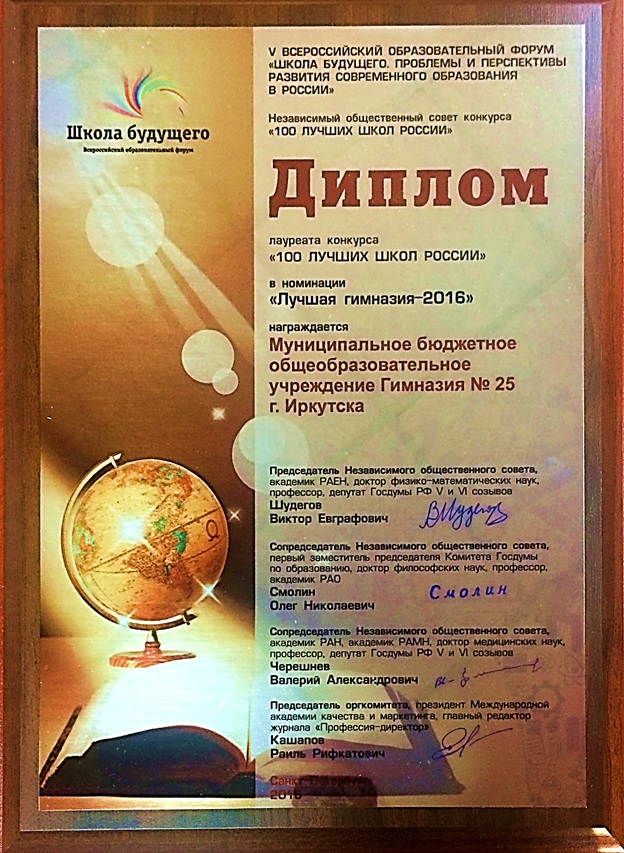 Школа будущего
Всероссийский образовательный форум
V ВСЕРОССИЙСКИЙ ОБРАЗОВАТЕЛЬНЫЙ ФОРУМ
«ШКОЛА БУДУЩЕГО. ПРОБЛЕМЫ И ПЕРСПЕКТИВЫ
РАЗВИТИЯ СОВРЕМЕННОГО ОБРАЗОВАНИЯ
В РОССИИ»
Независимый общественный совет конкурса
«100 ЛУЧШИХ ШКОЛ РОССИИ»
Диплом
лауреата конкурса
«100 ЛУЧШИХ ШКОЛ РОССИИ»
в номинации
«Лучшая гимназия-2016»
награждается
Муниципальное бюджетное
общеобразовательное
учреждение Гимназия № 25
г. Иркутска
Председатель Независимого общественного совета,
академик РАЕН, доктор физико-математических наук,
профессор, депутат Госдумы РФ V и VI созывов
Шудегов
Виктор Евграфович
Сопредседатель Независимого общественного совета,
первый заместитель председателя Комитета Госдумы
по образованию, доктор философских наук, профессор,
академик РАО
Смолин
Олег Николаевич
Смолин
Сопредседатель Независимого общественного совета,
академик РАН, академик РАМН, доктор медицинских наук,
профессор, депутат Госдумы РФ V и VI созывов
Черешнев
Валерий Александрович
Председатель оргкомитета, президент Международной
академии качества и маркетинга, главный редактор
журнала «Профессия-директор»
Кашапов
Раиль Рифкатович
Санкт-Петербург
2016